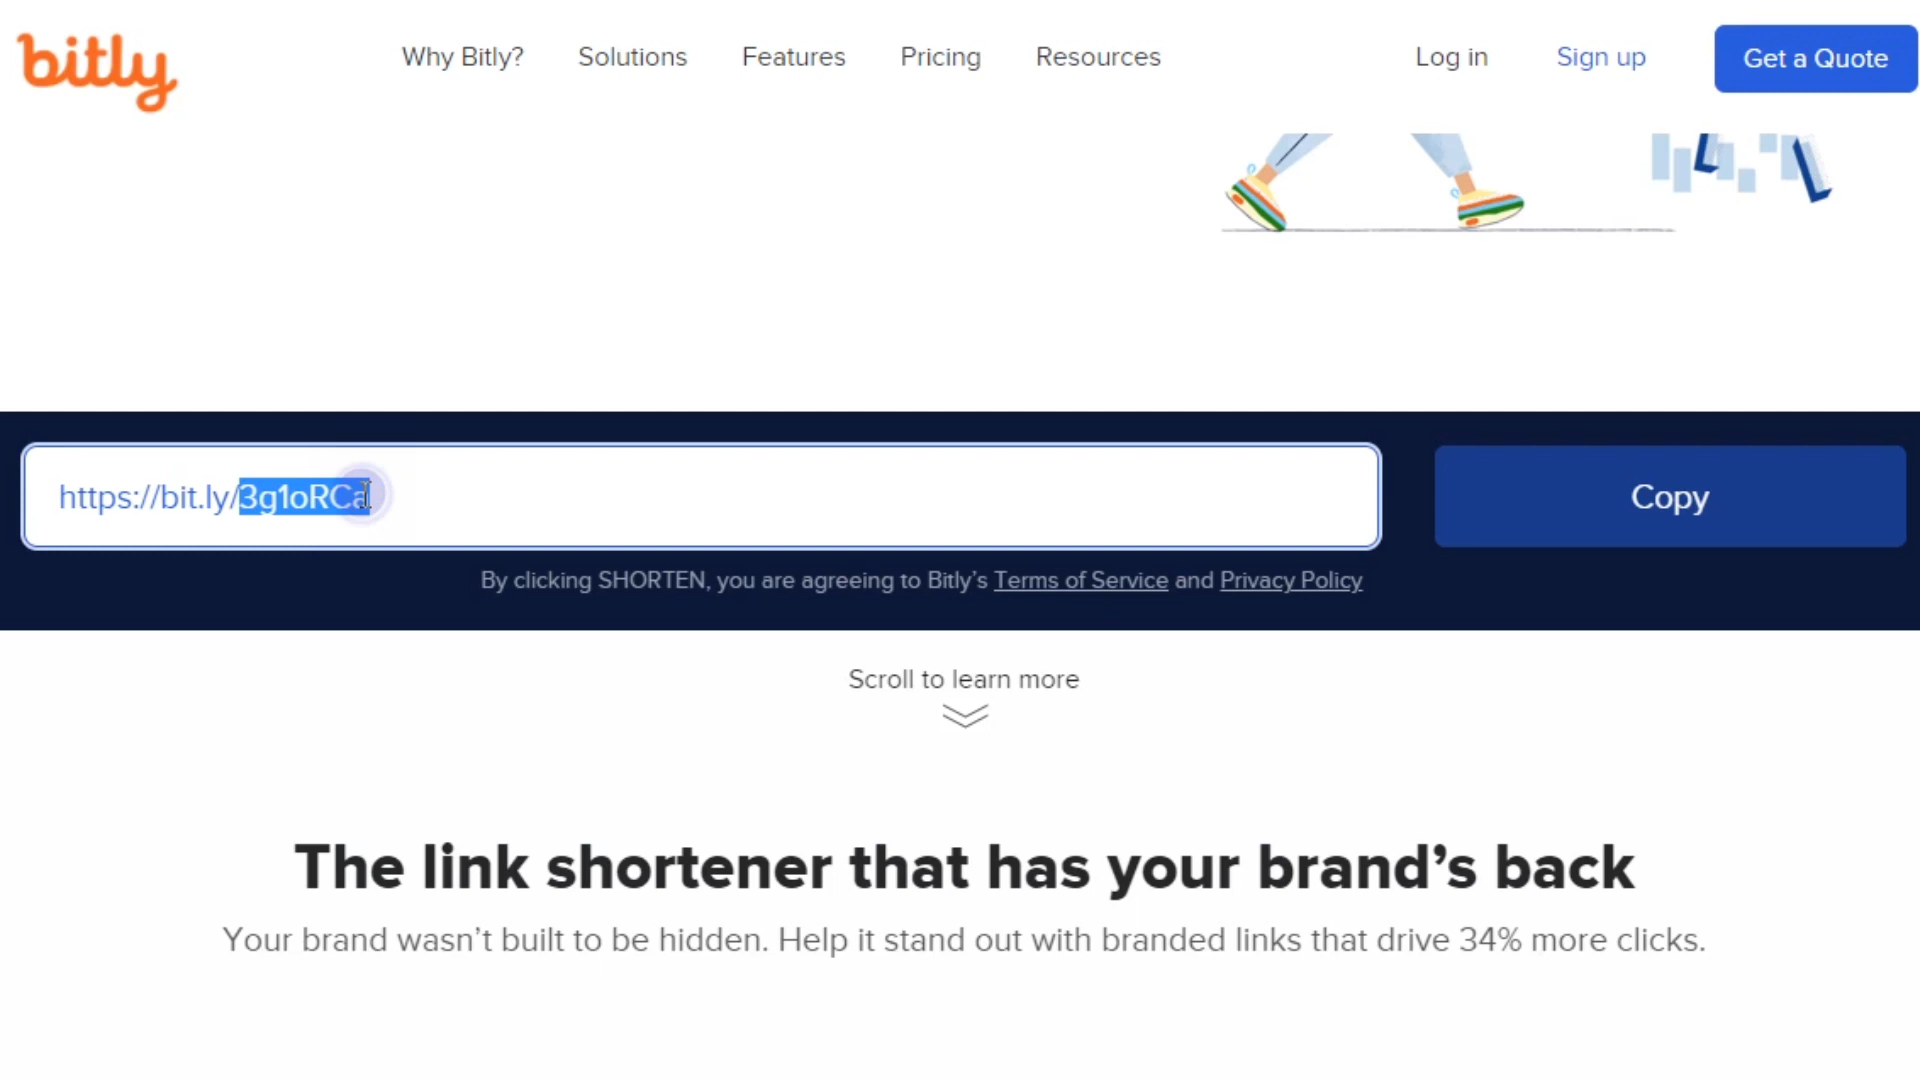 bitly
Why Bitly? Solutions Features Pricing Resources Log in Sign up Get a Quote
https://bit.ly/3g1oRCa Copy
By clicking SHORTEN, you are agreeing to Bitly’s Terms of Service and Privacy Policy
Scroll to learn more
The link shortener that has your brand’s back
Your brand wasn’t built to be hidden. Help it stand out with branded links that drive 34% more clicks.